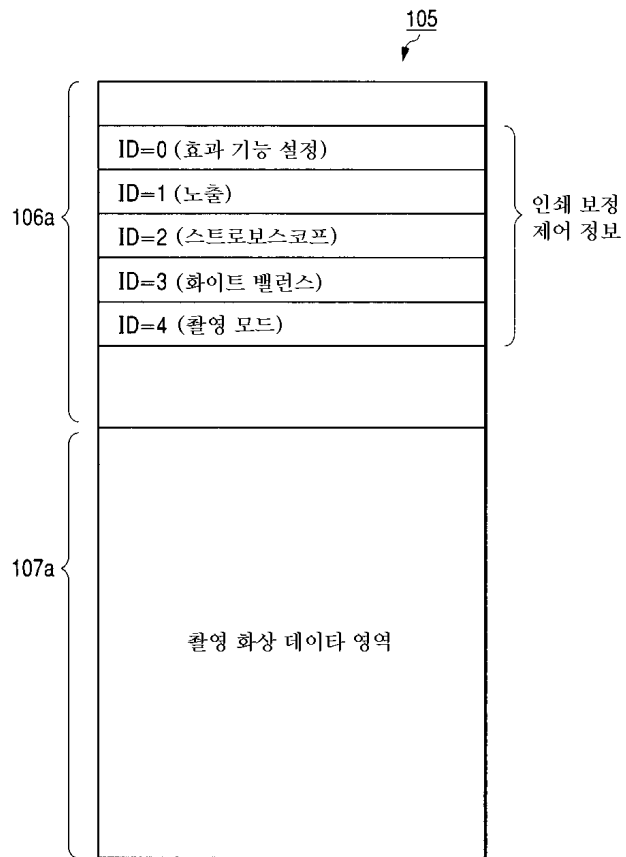 105
106a
ID=0 (효과 기능 설정)
ID=1 (노출)
ID=2 (스트로보스코프)
ID=3 (화이트 밸런스)
ID=4 (촬영 모드)
인쇄 보정
제어 정보
107a
촬영 화상 데이타 영역